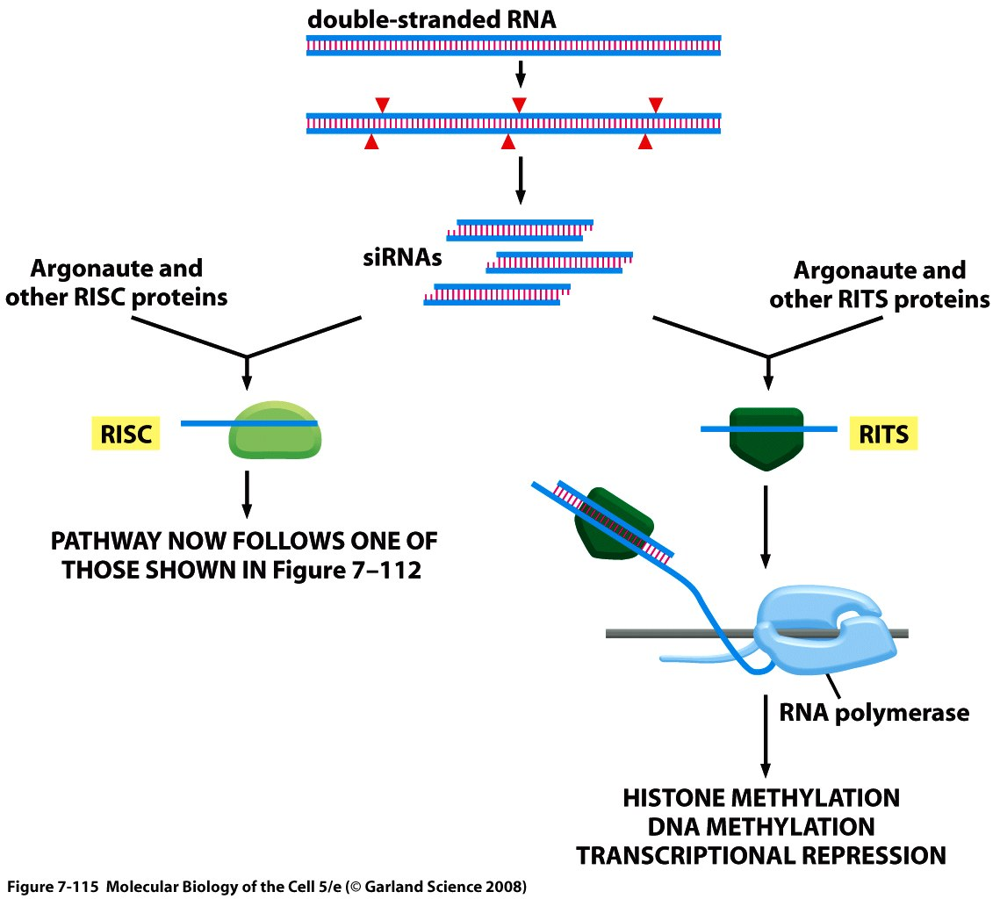 double-stranded RNA
siRNAs
Argonaute and
other RISC proteins
Argonaute and
other RITS proteins
RISC
RITS
PATHWAY NOW FOLLOWS ONE OF
THOSE SHOWN IN Figure 7–112
RNA polymerase
HISTONE METHYLATION
DNA METHYLATION
TRANSCRIPTIONAL REPRESSION
Figure 7-115 Molecular Biology of the Cell 5/e (© Garland Science 2008)